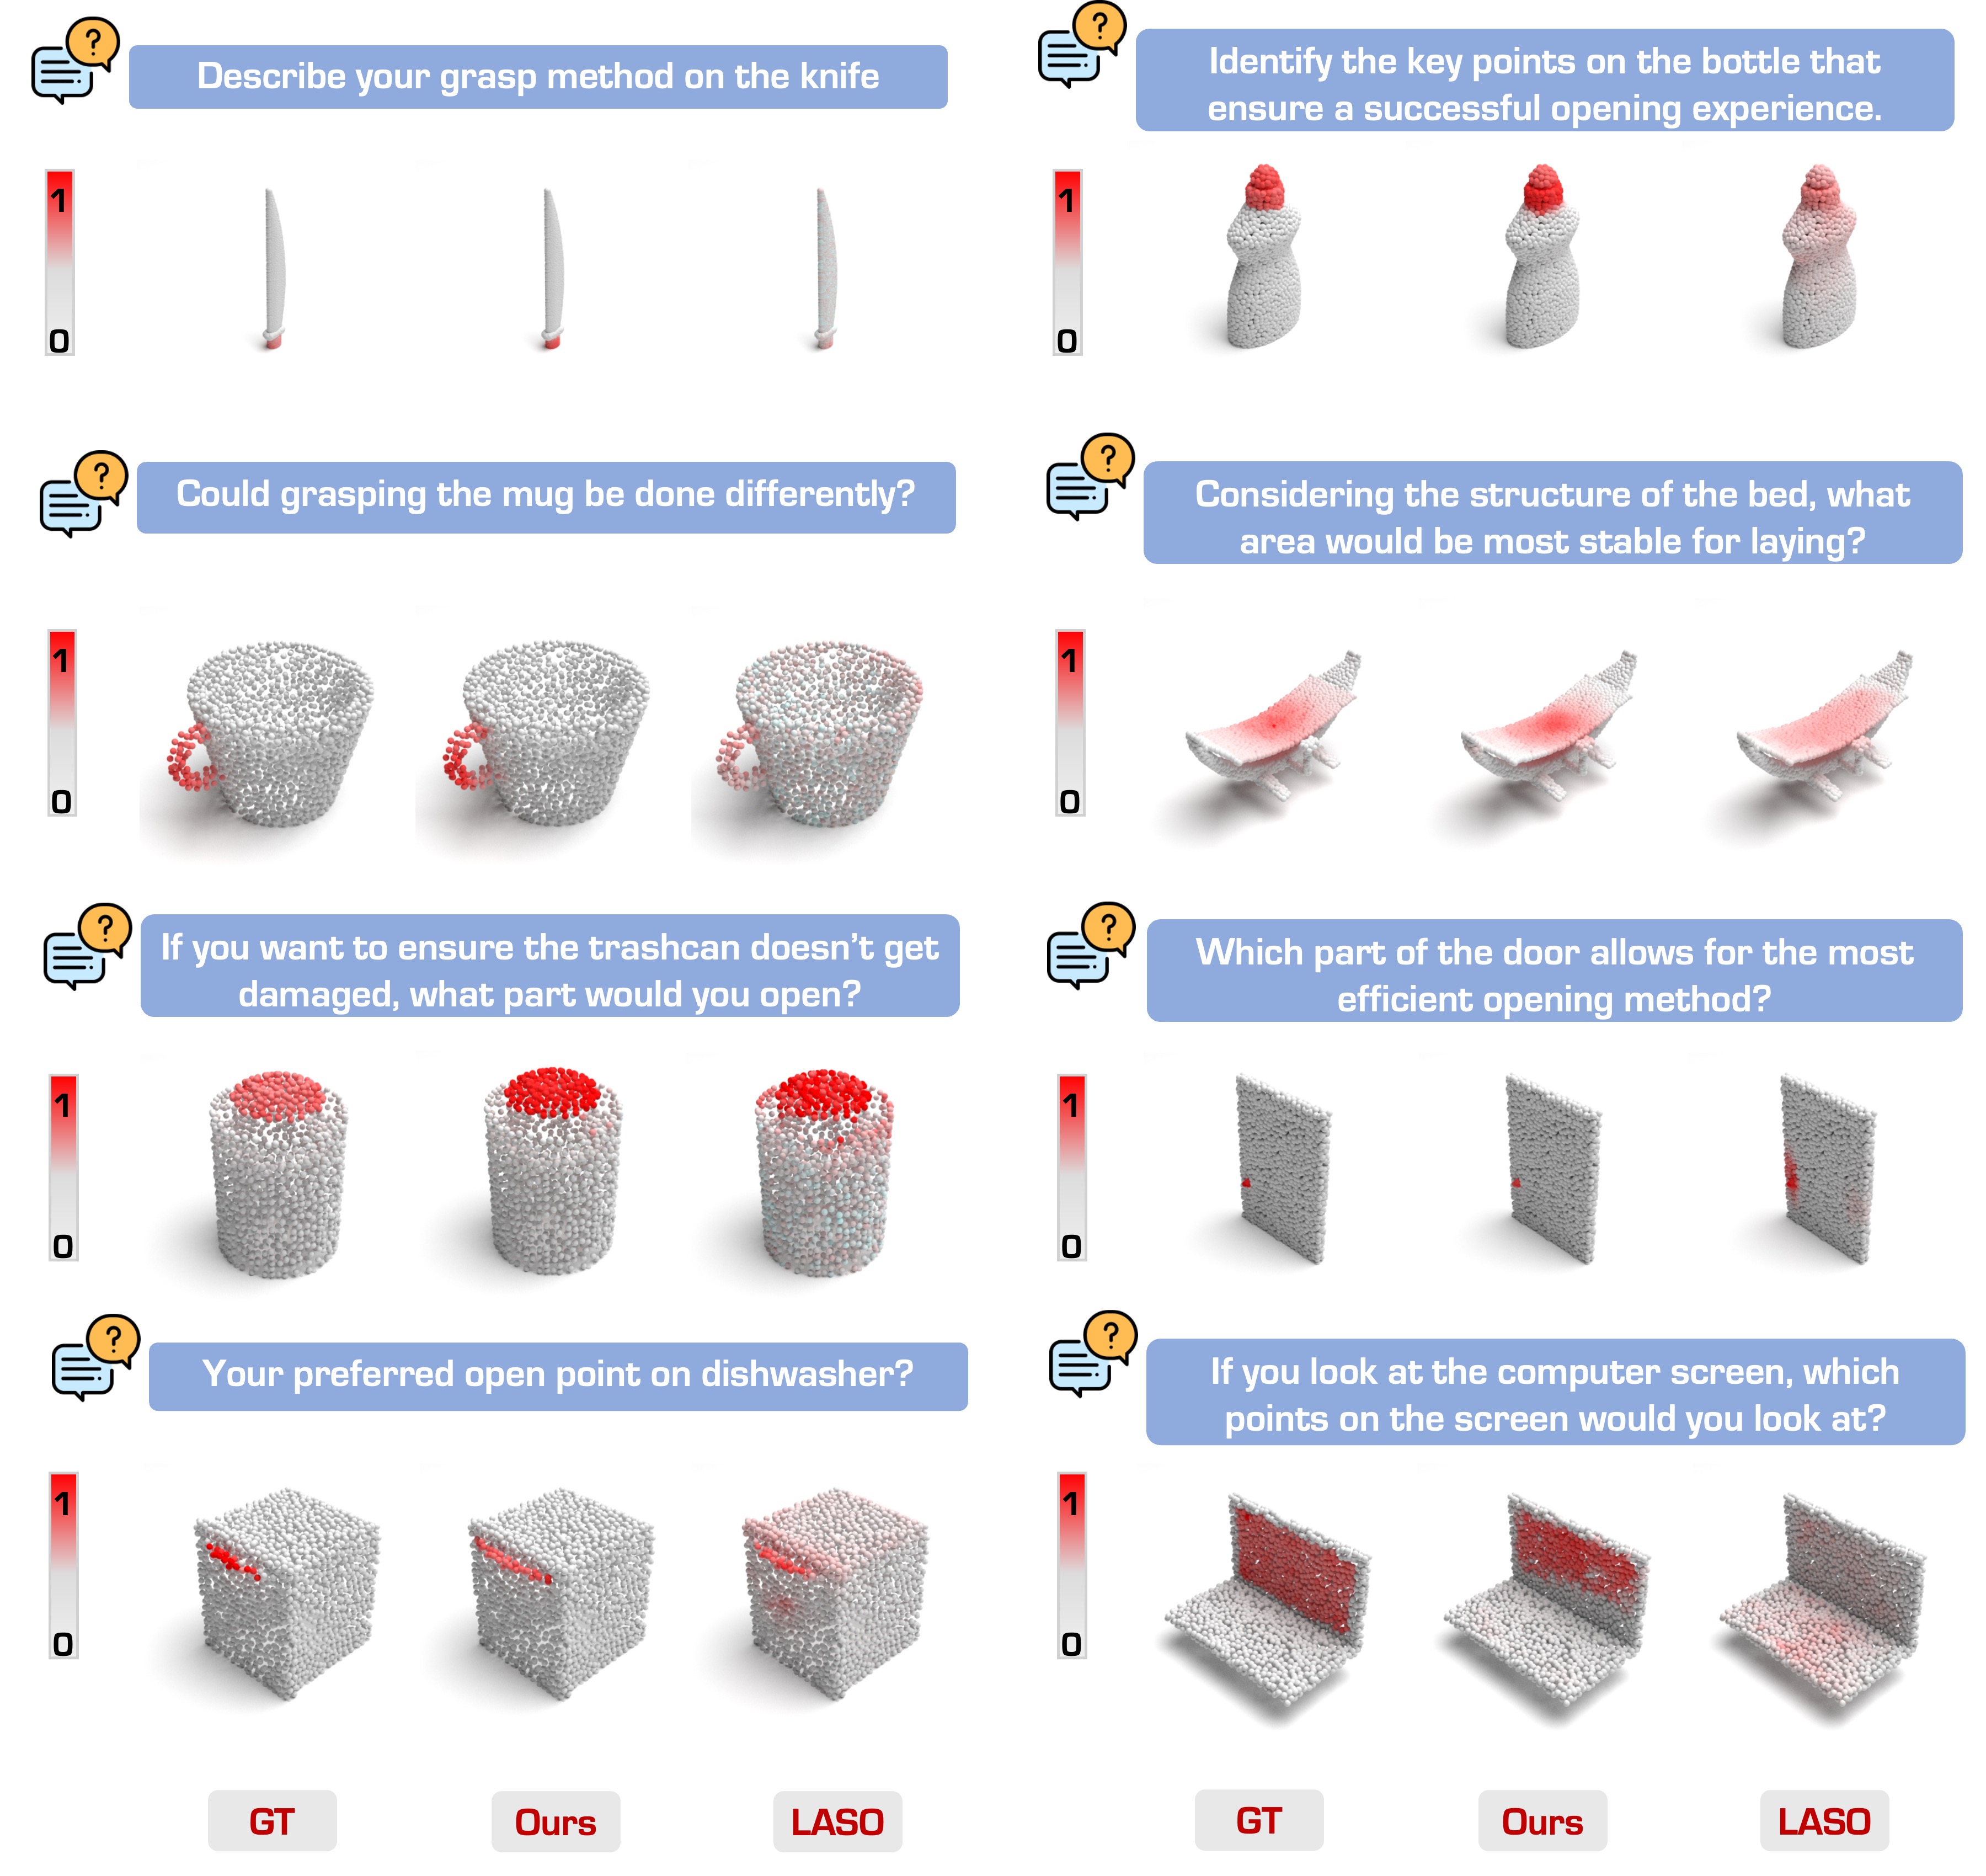 Describe your grasp method on the knife
1
0
Identify the key points on the bottle that
ensure a successful opening experience.
1
0
Could grasping the mug be done differently?
1
0
Considering the structure of the bed, what
area would be most stable for laying?
1
0
If you want to ensure the trashcan doesn't get
damaged, what part would you open?
1
0
Which part of the door allows for the most
efficient opening method?
1
0
Your preferred open point on dishwasher?
1
0
If you look at the computer screen, which
points on the screen would you look at?
1
0
GT
Ours
LASO
GT
Ours
LASO